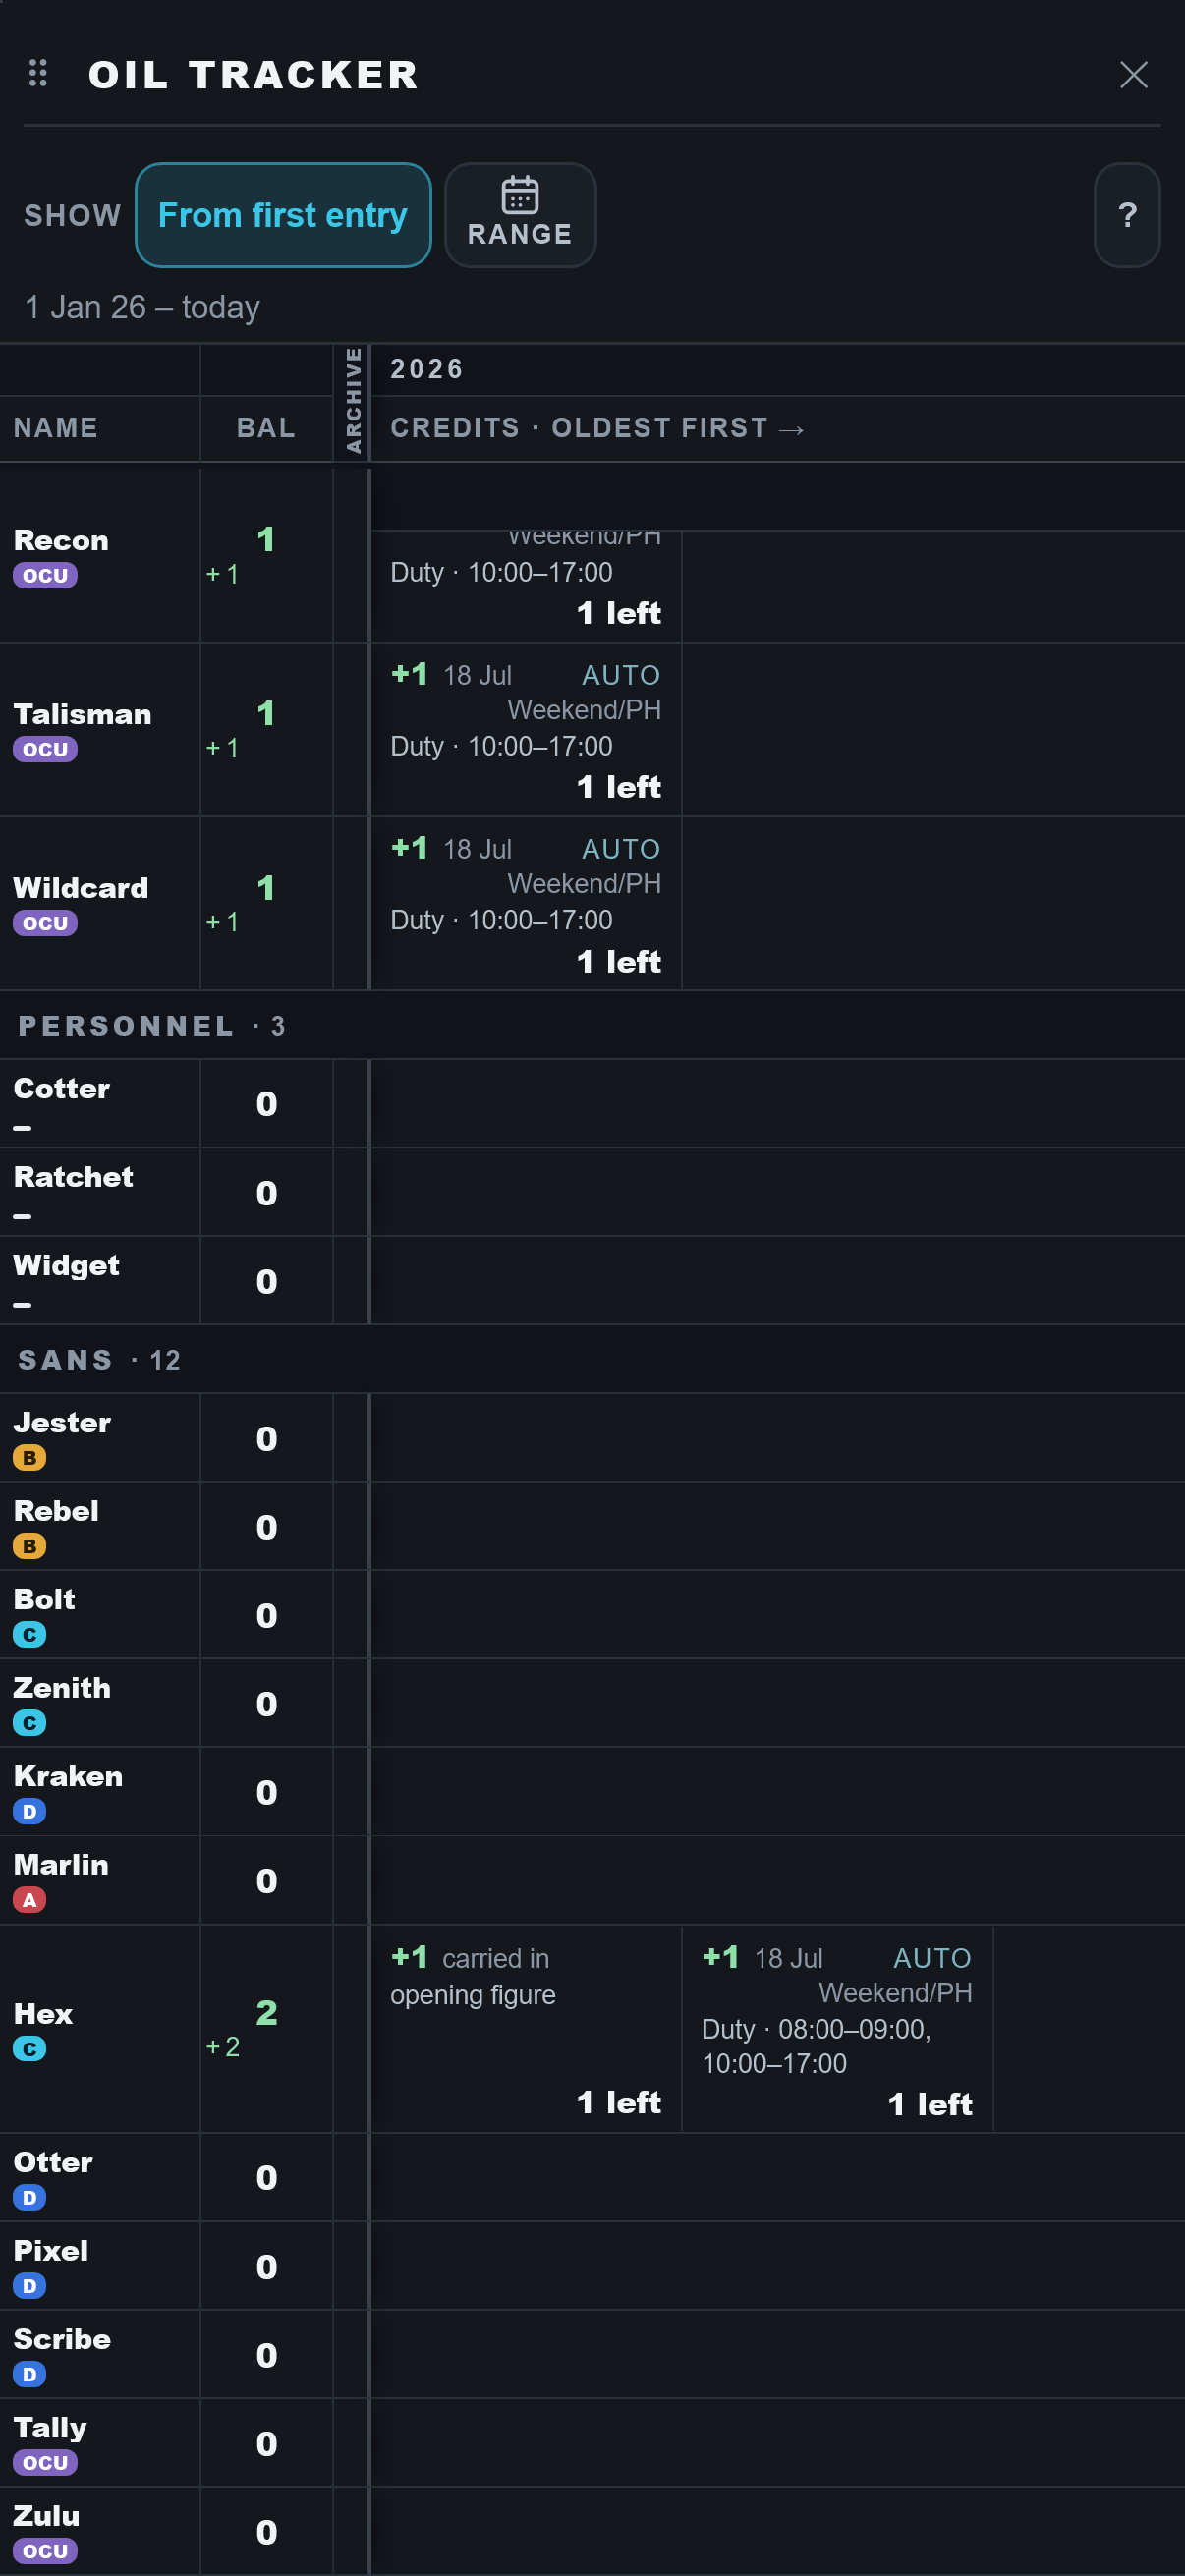 OIL TRACKER
SHOW
From first entry
RANGE
?
1 Jan 26 – today
ARCHIVE
2026
NAME
BAL
CREDITS · OLDEST FIRST →
Recon
OCU
1
+1
Weekend/PH
Duty · 10:00–17:00
1 left
Talisman
OCU
1
+1
+1 18 Jul AUTO
Weekend/PH
Duty · 10:00–17:00
1 left
Wildcard
OCU
1
+1
+1 18 Jul AUTO
Weekend/PH
Duty · 10:00–17:00
1 left
PERSONNEL · 3
Cotter
–
0
Ratchet
–
0
Widget
–
0
SANS · 12
Jester
B
0
Rebel
B
0
Bolt
C
0
Zenith
C
0
Kraken
D
0
Marlin
A
0
Hex
C
2
+2
+1 carried in
opening figure
1 left
+1 18 Jul AUTO
Weekend/PH
Duty · 08:00–09:00,
10:00–17:00
1 left
Otter
D
0
Pixel
D
0
Scribe
D
0
Tally
OCU
0
Zulu
OCU
0